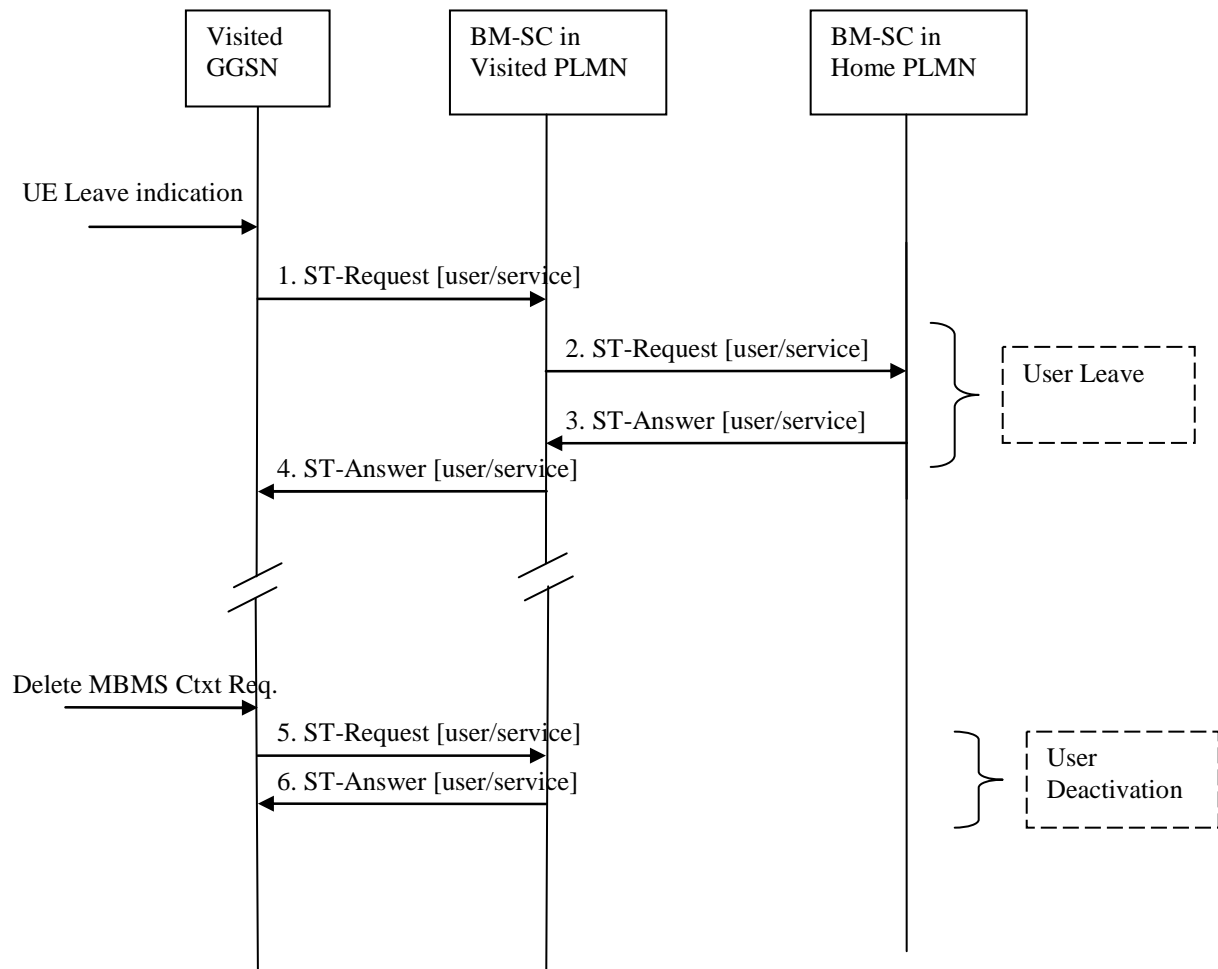 Visited
GGSN
BM-SC in
Visited PLMN
BM-SC in
Home PLMN
UE Leave indication
1. ST-Request [user/service]
2. ST-Request [user/service]
User Leave
3. ST-Answer [user/service]
4. ST-Answer [user/service]
Delete MBMS Ctxt Req.
5. ST-Request [user/service]
6. ST-Answer [user/service]
User
Deactivation